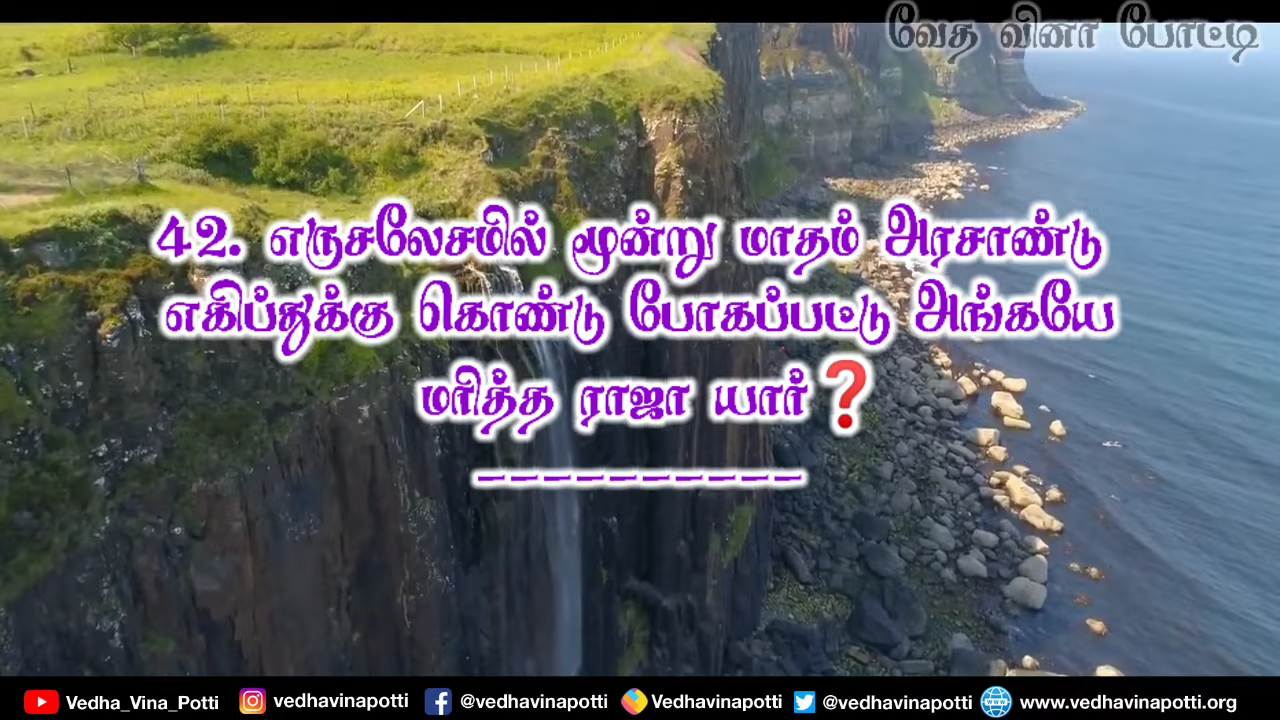 வேத வினா போட்டி
42. எருசலேசமில் மூன்று மாதம் அரசாண்டு
எகிப்துக்கு கொண்டு போகப்பட்டு அங்கயே
மரித்த ராஜா யார்❓
----------
Vedha_Vina_Potti vedhavinapotti @vedhavinapotti Vedhavinapotti @vedhavinapotti www.vedhavinapotti.org